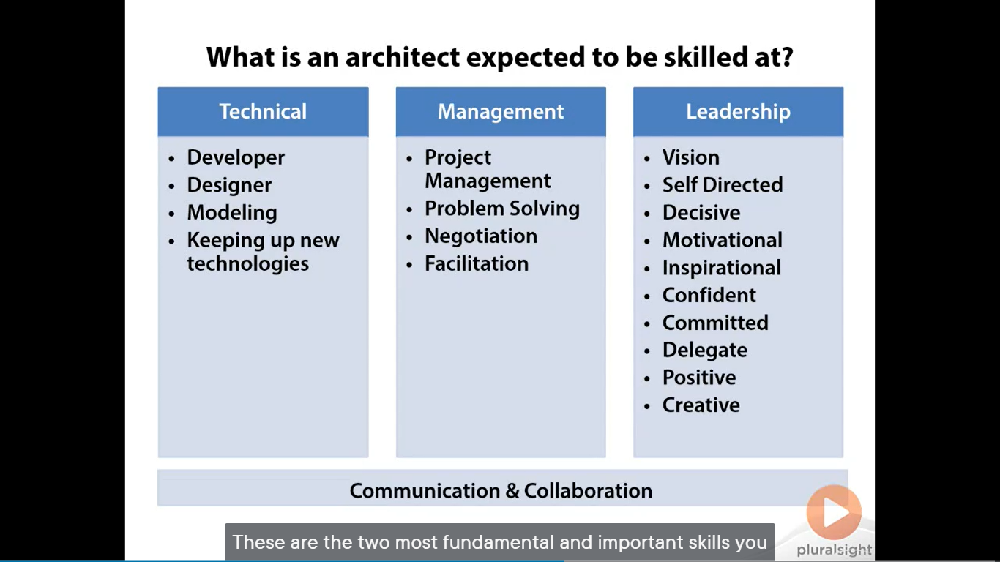 What is an architect expected to be skilled at?
Technical
• Developer
• Designer
• Modeling
• Keeping up new
technologies
Management
• Project
Management
• Problem Solving
• Negotiation
• Facilitation
Leadership
• Vision
• Self Directed
• Decisive
• Motivational
• Inspirational
• Confident
• Committed
• Delegate
• Positive
• Creative
Communication & Collaboration
These are the two most fundamental and important skills you
pluralsight